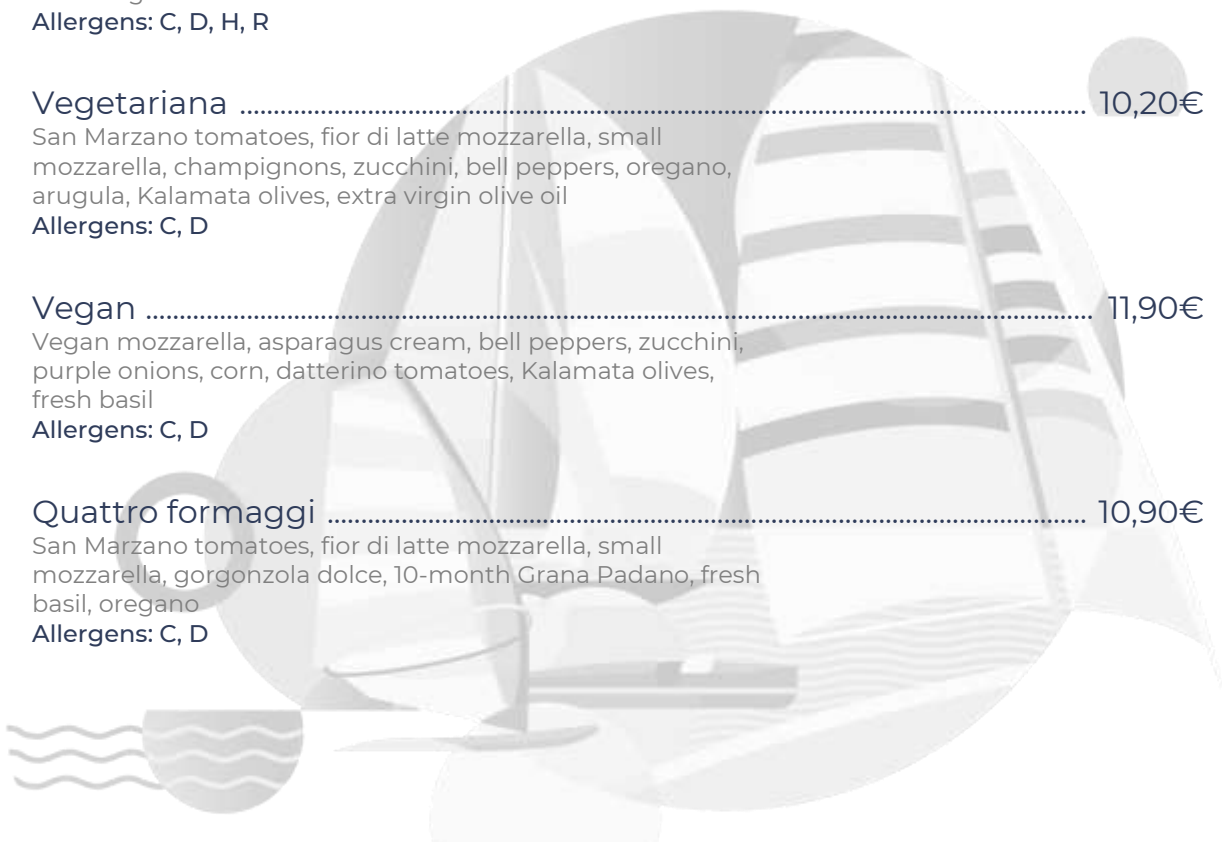 Allergens: C, D, H, R
Vegetariana ........................................................................ 10,20€
San Marzano tomatoes, fior di latte mozzarella, small
mozzarella, champignons, zucchini, bell peppers, oregano,
arugula, Kalamata olives, extra virgin olive oil
Allergens: C, D
Vegan ........................................................................ 11,90€
Vegan mozzarella, asparagus cream, bell peppers, zucchini,
purple onions, corn, datterino tomatoes, Kalamata olives,
fresh basil
Allergens: C, D
Quattro formaggi ........................................................................ 10,90€
San Marzano tomatoes, fior di latte mozzarella, small
mozzarella, gorgonzola dolce, 10-month Grana Padano, fresh
basil, oregano
Allergens: C, D